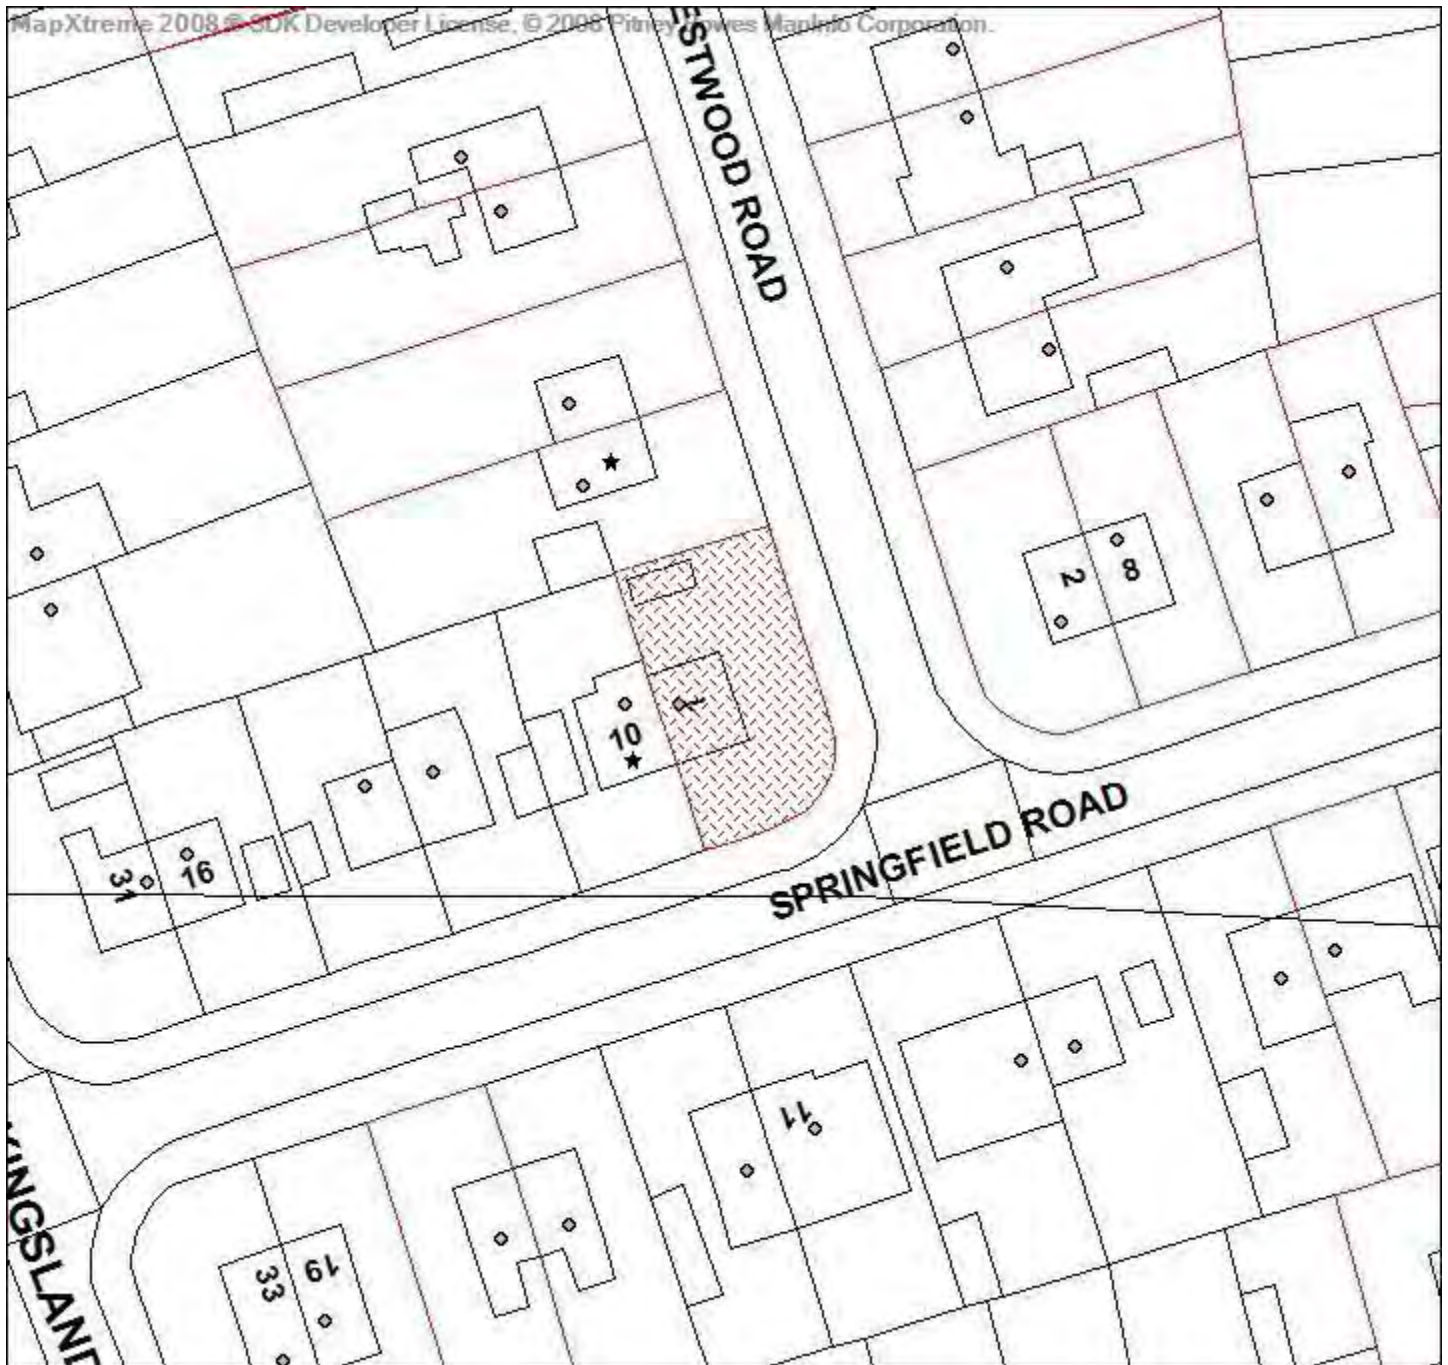 MapXtreme 2008 ® SDK Developer License, © 2008 Pitney Bowes MapInfo Corporation.
ESTWOOD ROAD
2
8
1
10
SPRINGFIELD ROAD
31
16
11
KINGSLAND
33
19